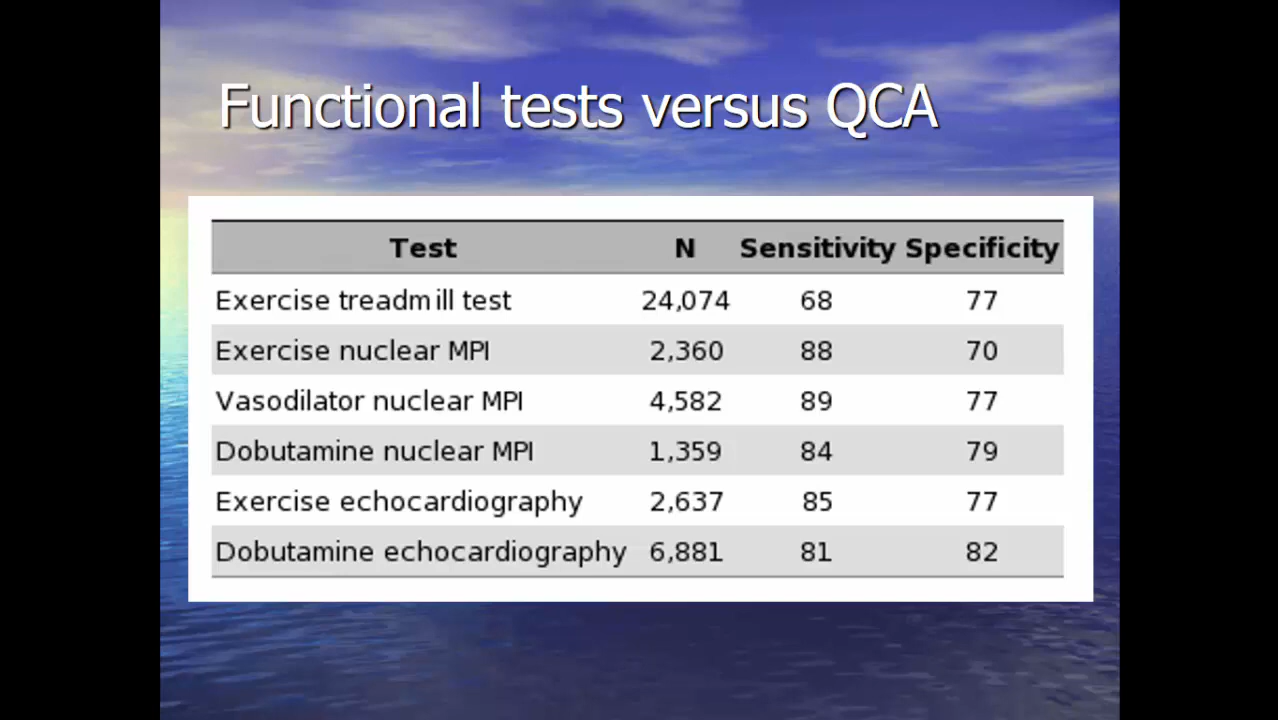 Functional tests versus QCA
Test N Sensitivity Specificity
Exercise treadmill test 24,074 68 77
Exercise nuclear MPI 2,360 88 70
Vasodilator nuclear MPI 4,582 89 77
Dobutamine nuclear MPI 1,359 84 79
Exercise echocardiography 2,637 85 77
Dobutamine echocardiography 6,881 81 82